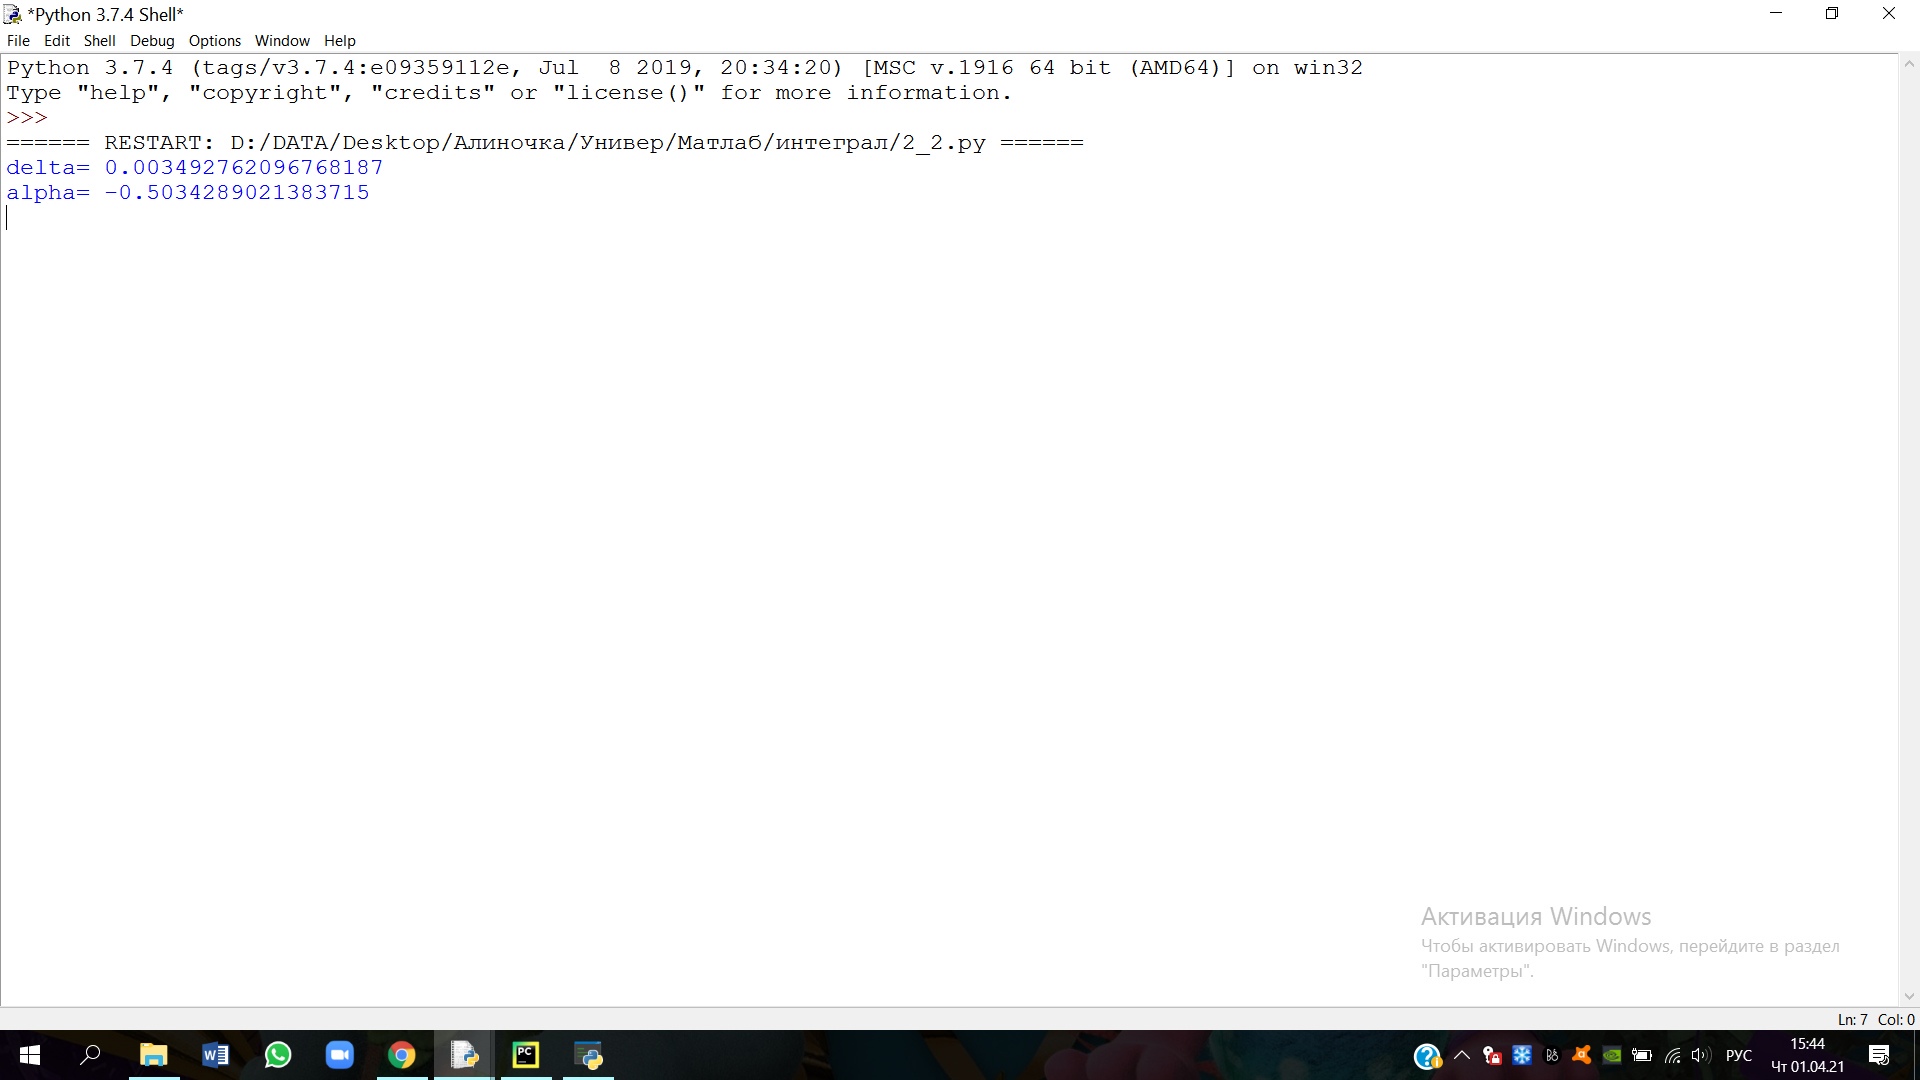 *Python 3.7.4 Shell*
File Edit Shell Debug Options Window Help
Python 3.7.4 (tags/v3.7.4:e09359112e, Jul  8 2019, 20:34:20) [MSC v.1916 64 bit (AMD64)] on win32
Type "help", "copyright", "credits" or "license()" for more information.
>>>
====== RESTART: D:/DATA/Desktop/Алиночка/Универ/Матлаб/интеграл/2_2.py ======
delta= 0.003492762096768187
alpha= -0.5034289021383715
Активация Windows
Чтобы активировать Windows, перейдите в раздел
"Параметры".
Ln: 7 Col: 0
PC
РУС
15:44
Чт 01.04.21